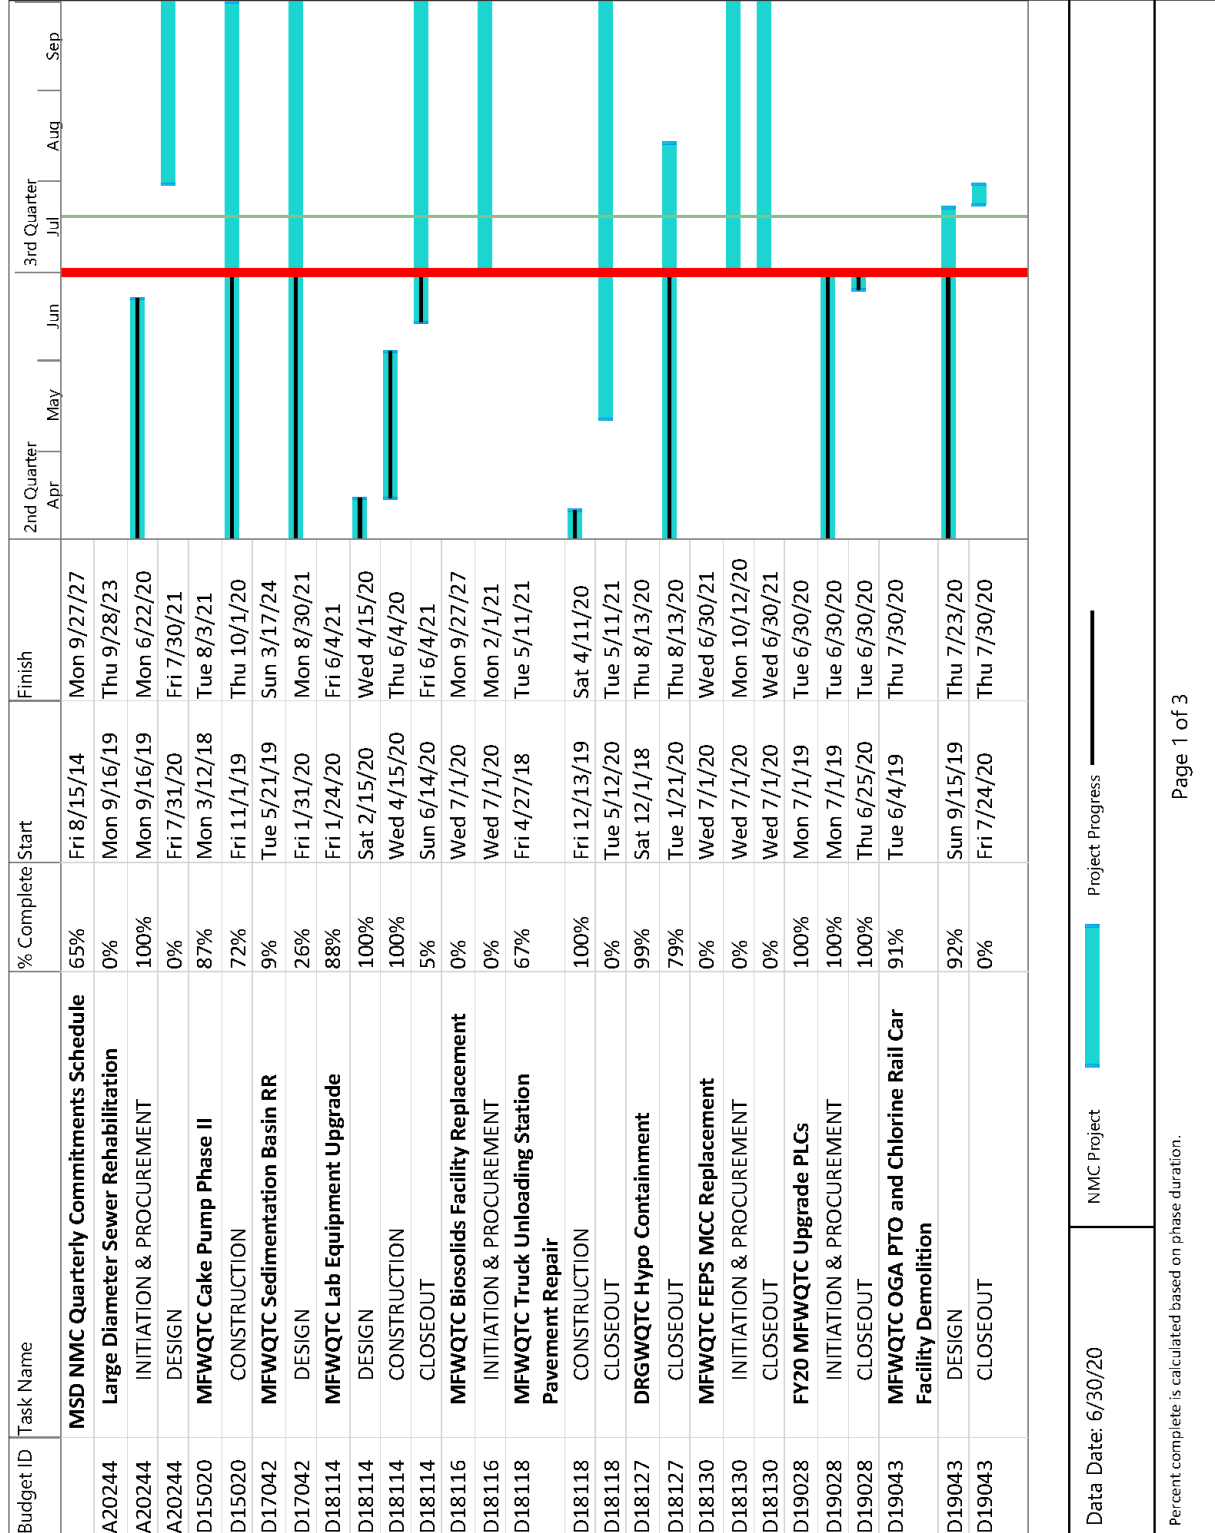 Budget ID Task Name % Complete Start Finish 2nd Quarter 3rd Quarter
Apr May Jun Jul Aug Sep
MSD NMC Quarterly Commitments Schedule 65% Fri 8/15/14 Mon 9/27/27
A20244 Large Diameter Sewer Rehabilitation 0% Mon 9/16/19 Thu 9/28/23
A20244 INITIATION & PROCUREMENT 100% Mon 9/16/19 Mon 6/22/20
A20244 DESIGN 0% Fri 7/31/20 Fri 7/30/21
D15020 MFWQTC Cake Pump Phase II 87% Mon 3/12/18 Tue 8/3/21
D15020 CONSTRUCTION 72% Fri 11/1/19 Thu 10/1/20
D17042 MFWQTC Sedimentation Basin RR 9% Tue 5/21/19 Sun 3/17/24
D17042 DESIGN 26% Fri 1/31/20 Mon 8/30/21
D18114 MFWQTC Lab Equipment Upgrade 88% Fri 1/24/20 Fri 6/4/21
D18114 DESIGN 100% Sat 2/15/20 Wed 4/15/20
D18114 CONSTRUCTION 100% Wed 4/15/20 Thu 6/4/20
D18114 CLOSEOUT 5% Sun 6/14/20 Fri 6/4/21
D18116 MFWQTC Biosolids Facility Replacement 0% Wed 7/1/20 Mon 9/27/27
D18116 INITIATION & PROCUREMENT 0% Wed 7/1/20 Mon 2/1/21
D18118 MFWQTC Truck Unloading Station 67% Fri 4/27/18 Tue 5/11/21
Pavement Repair
D18118 CONSTRUCTION 100% Fri 12/13/19 Sat 4/11/20
D18118 CLOSEOUT 0% Tue 5/12/20 Tue 5/11/21
D18127 DRGWQTC Hypo Containment 99% Sat 12/1/18 Thu 8/13/20
D18127 CLOSEOUT 79% Tue 1/21/20 Thu 8/13/20
D18130 MFWQTC FEPS MCC Replacement 0% Wed 7/1/20 Wed 6/30/21
D18130 INITIATION & PROCUREMENT 0% Wed 7/1/20 Mon 10/12/20
D18130 CLOSEOUT 0% Wed 7/1/20 Wed 6/30/21
D19028 FY20 MFWQTC Upgrade PLCs 100% Mon 7/1/19 Tue 6/30/20
D19028 INITIATION & PROCUREMENT 100% Mon 7/1/19 Tue 6/30/20
D19028 CLOSEOUT 100% Thu 6/25/20 Tue 6/30/20
D19043 MFWQTC OGA PTO and Chlorine Rail Car 91% Tue 6/4/19 Thu 7/30/20
Facility Demolition
D19043 DESIGN 92% Sun 9/15/19 Thu 7/23/20
D19043 CLOSEOUT 0% Fri 7/24/20 Thu 7/30/20
Data Date: 6/30/20 NMC Project Project Progress
Page 1 of 3
Percent complete is calculated based on phase duration.